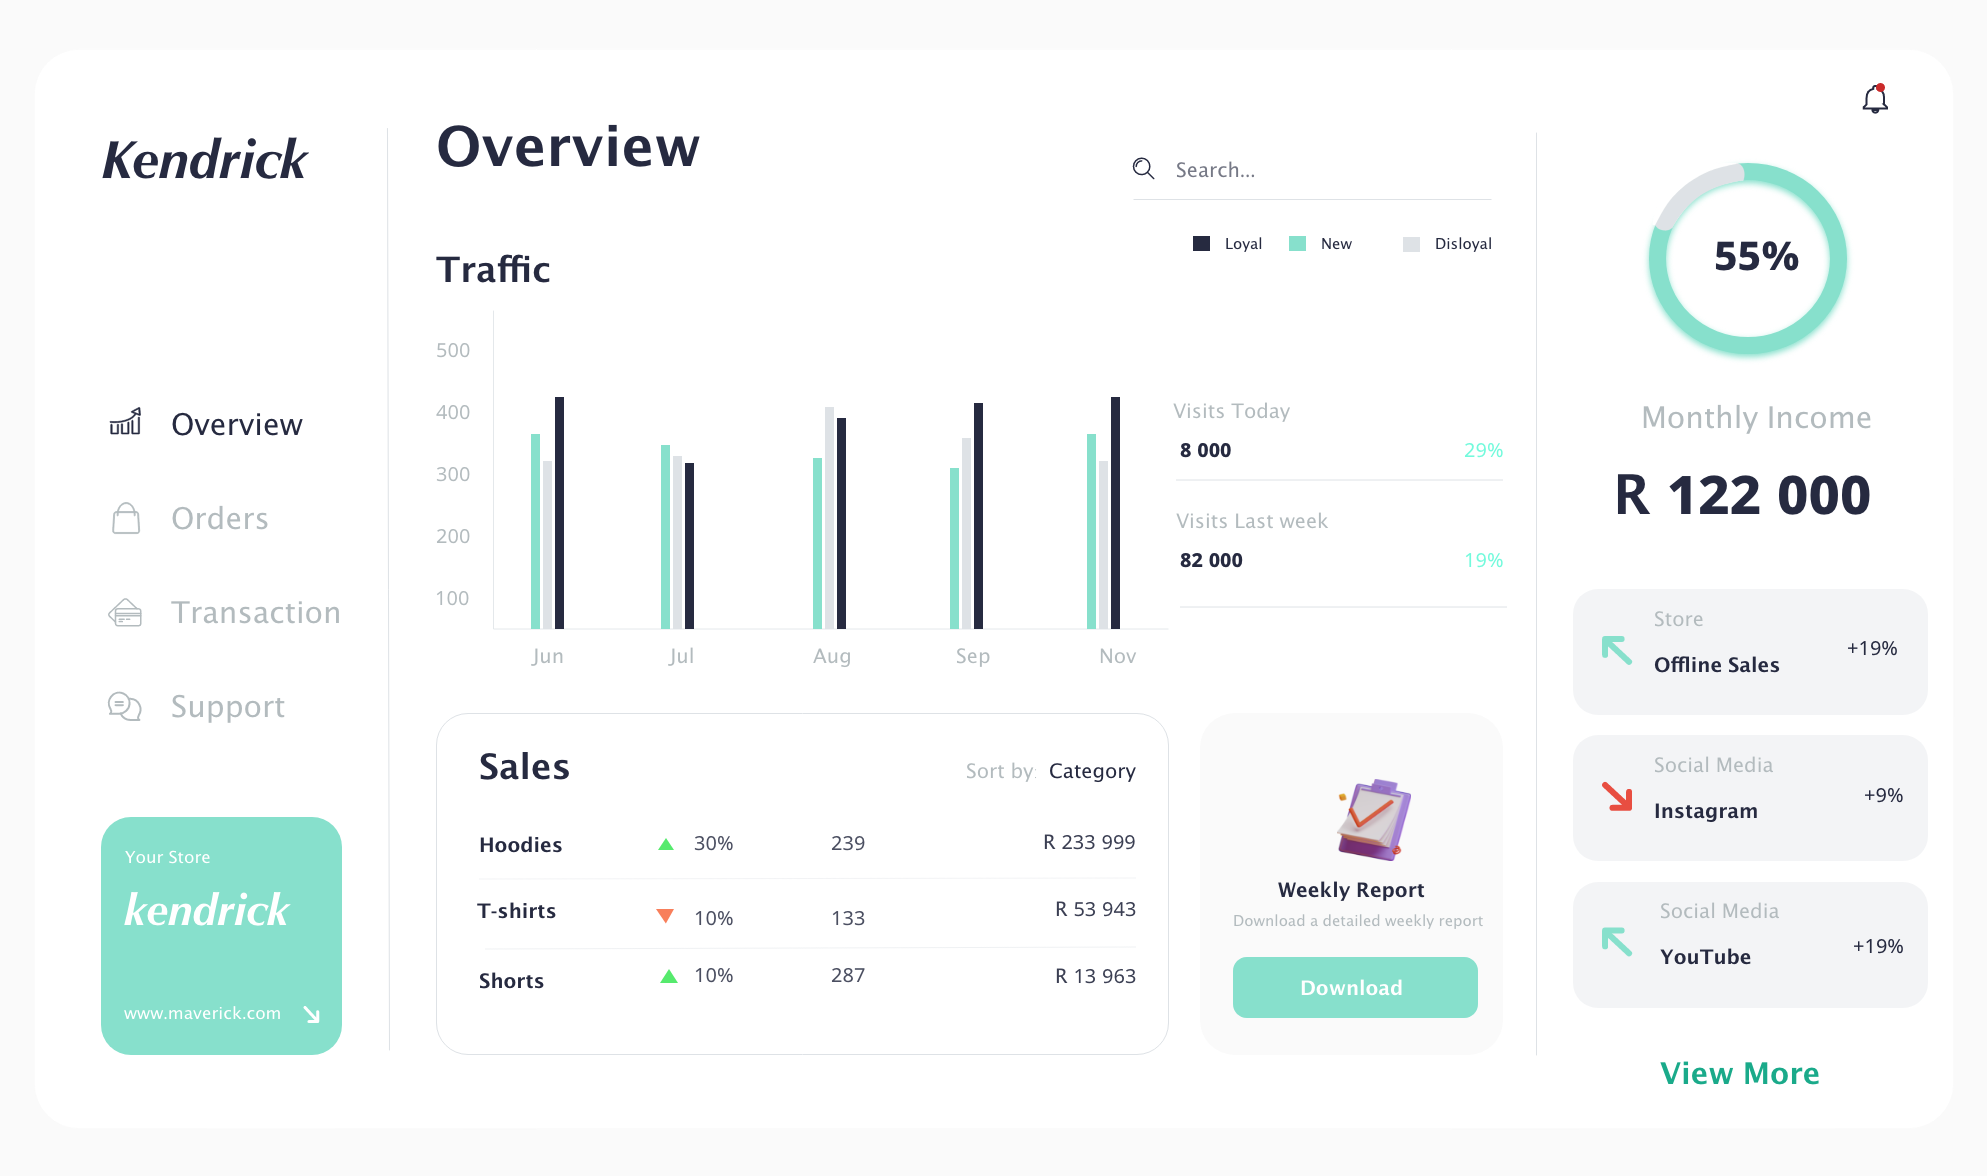 Kendrick
Overview
Orders
Transaction
Support
Your Store
kendrick
www.maverick.com
Overview
Search...
Loyal New Disloyal
Traffic
500
400
300
200
100
Jun Jul Aug Sep Nov
Visits Today
8 000 29%
Visits Last week
82 000 19%
Sales
Sort by: Category
Hoodies 30% 239 R 233 999
T-shirts 10% 133 R 53 943
Shorts 10% 287 R 13 963
Weekly Report
Download a detailed weekly report
Download
55%
Monthly Income
R 122 000
Store
Offline Sales
+19%
Social Media
Instagram
+9%
Social Media
YouTube
+19%
View More